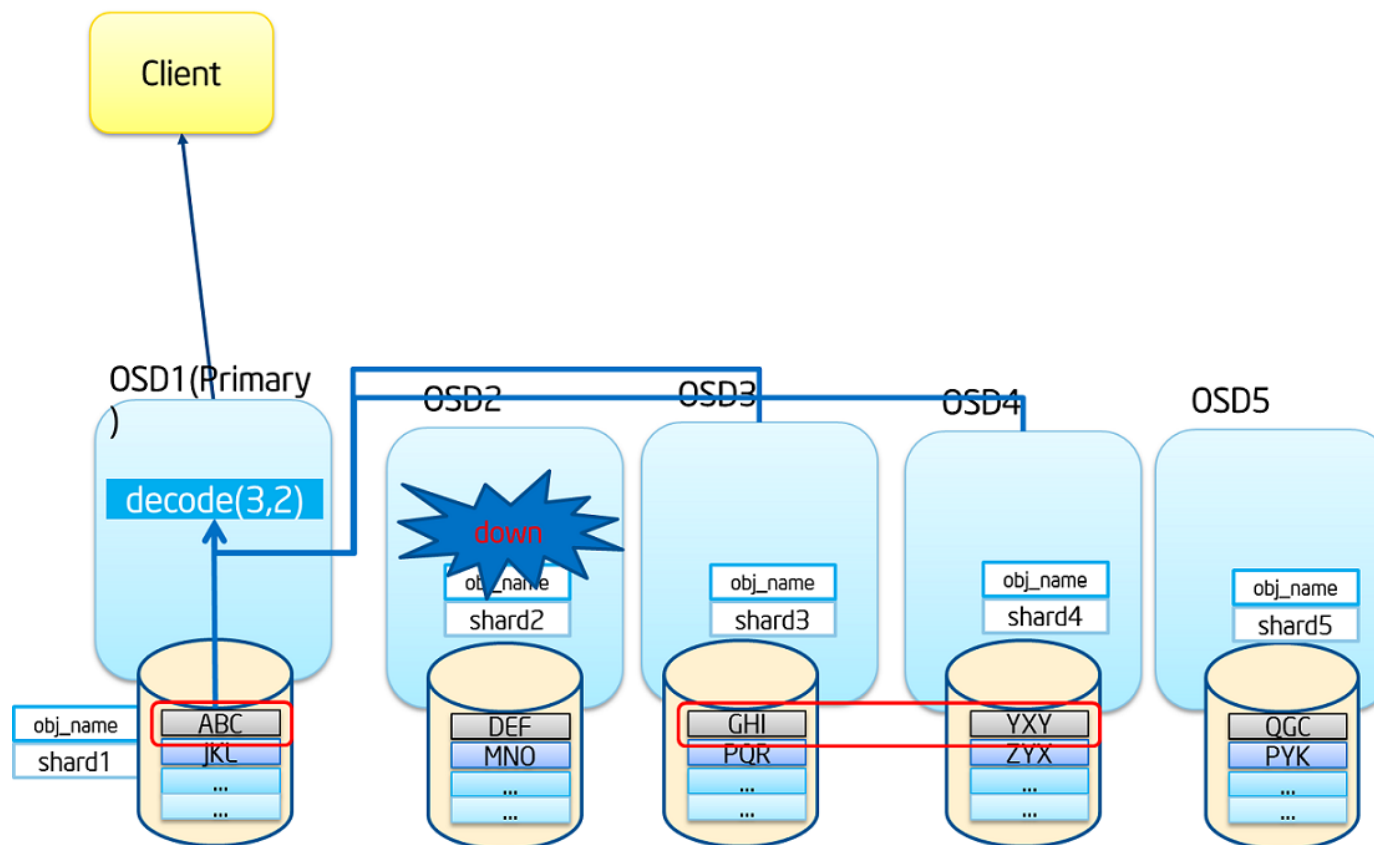 Client
OSD1(Primary
)
OSD2
OSD3
OSD4
OSD5
decode(3,2)
down
obj_name
shard1
obj_name
shard2
obj_name
shard3
obj_name
shard4
obj_name
shard5
ABC
JKL
...
...
DEF
MNO
...
...
GHI
PQR
...
...
YXY
ZYX
...
...
QGC
PYK
...
...